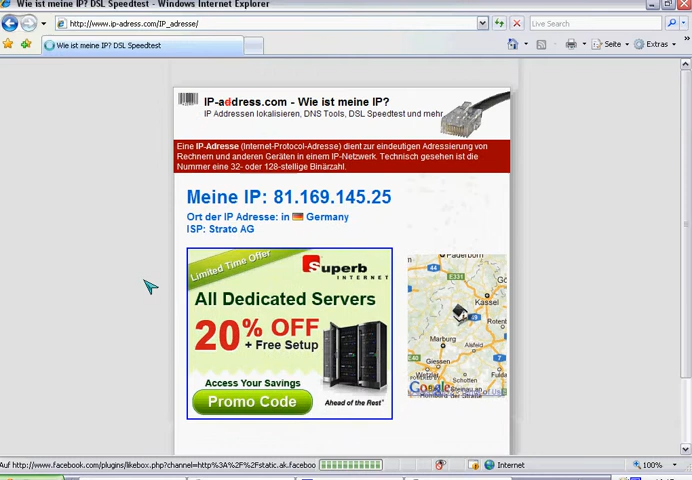 Wie ist meine IP? DSL Speedtest - Windows Internet Explorer
http://www.ip-adress.com/IP_adresse/
Live Search
Wie ist meine IP? DSL Speedtest
Seite
Extras
IP-address.com - Wie ist meine IP?
IP Addressen lokalisieren, DNS Tools, DSL Speedtest und mehr
Eine IP-Adresse (Internet-Protocol-Adresse) dient zur eindeutigen Adressierung von
Rechnern und anderen Geräten in einem IP-Netzwerk. Technisch gesehen ist die
Nummer eine 32- oder 128-stellige Binärzahl.
Meine IP: 81.169.145.25
Ort der IP Adresse: in Germany
ISP: Strato AG
Limited Time Offer
Superb
INTERNET
All Dedicated Servers
20% OFF
+ Free Setup
Access Your Savings
Promo Code
Ahead of the Rest
Paderborn
44
E331
Kassel
Marburg
Alsfeld
Giessen
Wetzlar
Schotten
Google
Auf http://www.facebook.com/plugins/likebox.php?channel=http%3A%2F%2Fstatic.ak.faceboo
Internet
100%